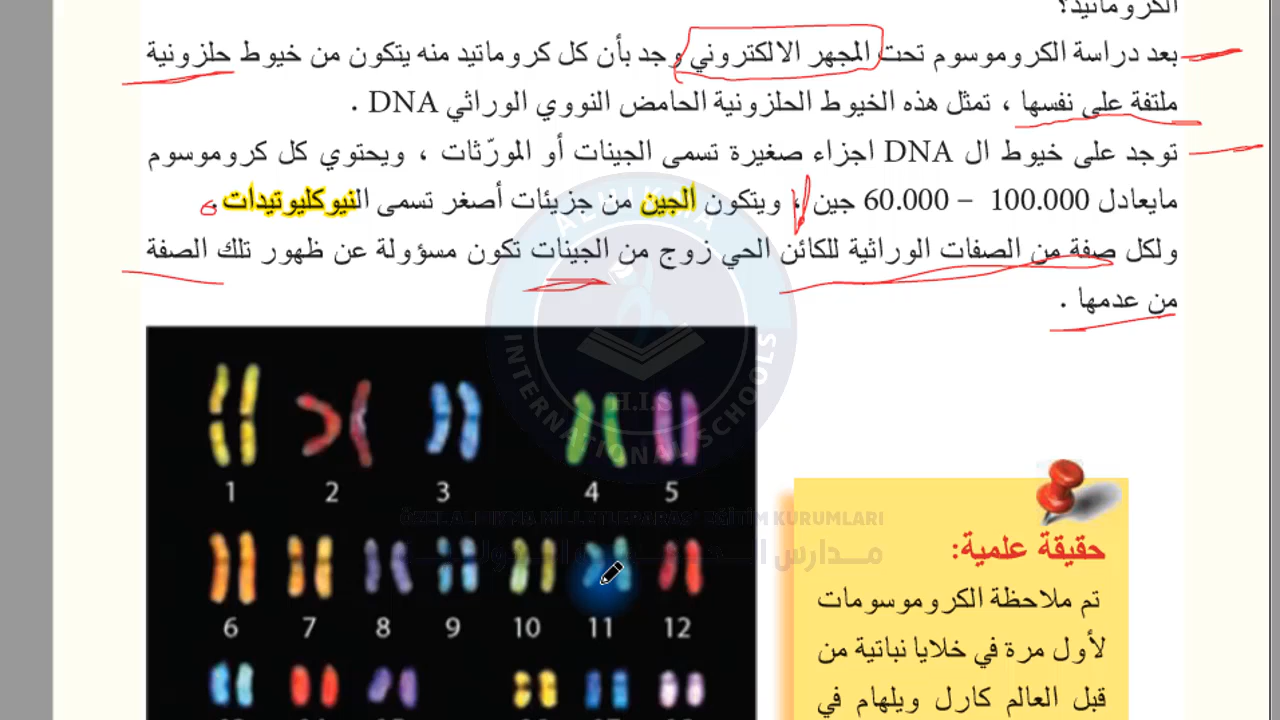 الكروماتيد؟
بعد دراسة الكروموسوم تحت المجهر الالكتروني وجد بأن كل كروماتيد منه يتكون من خيوط حلزونية
ملتفة على نفسها ، تمثل هذه الخيوط الحلزونية الحامض النووي الوراثي DNA .
توجد على خيوط ال DNA اجزاء صغيرة تسمى الجينات أو المورّثات ، ويحتوي كل كروموسوم
مايعادل 60.000 – 100.000 جين ، ويتكون الجين من جزيئات أصغر تسمى النيوكليوتيدات .
ولكل صفة من الصفات الوراثية للكائن الحي زوج من الجينات تكون مسؤولة عن ظهور تلك الصفة
من عدمها .
ALHIKMA INTERNATIONAL SCHOOLS
H.I.S
1 2 3 4 5
EĞİTİM KURUMLARI
حقيقة علمية:
تم ملاحظة الكروموسومات
6 7 8 9 10 11 12
لأول مرة في خلايا نباتية من
قبل العالم كارل ويلهام في